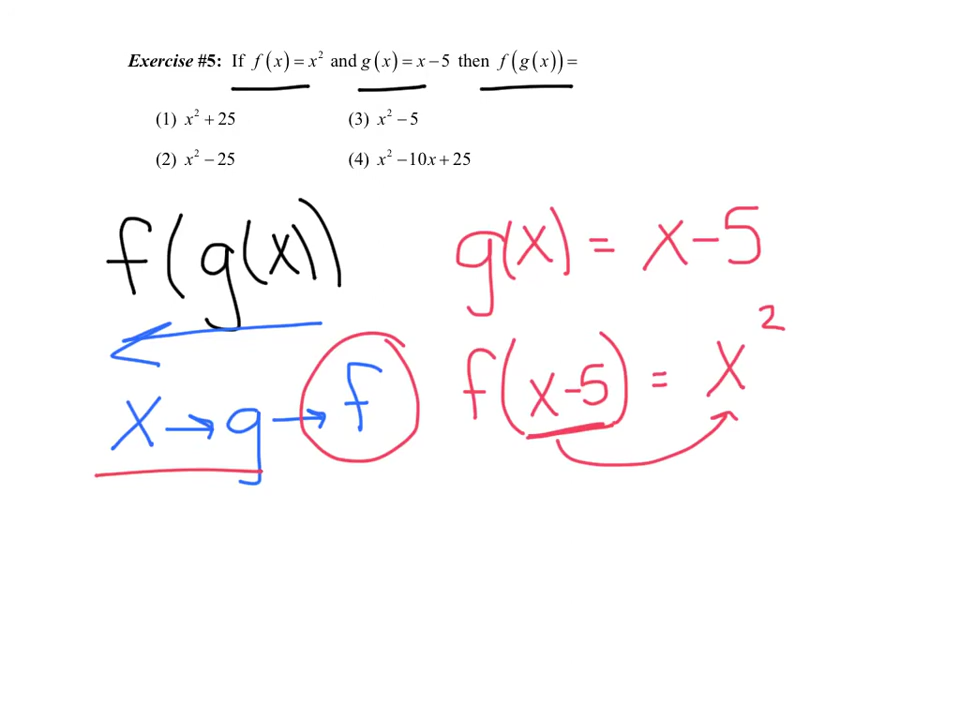 Exercise #5: If f(x) = x² and g(x) = x − 5 then f(g(x)) =
(1) x² + 25 (3) x² − 5
(2) x² − 25 (4) x² − 10x + 25
f(g(x)) g(x) = x − 5
x → g → f f(x − 5) = x²